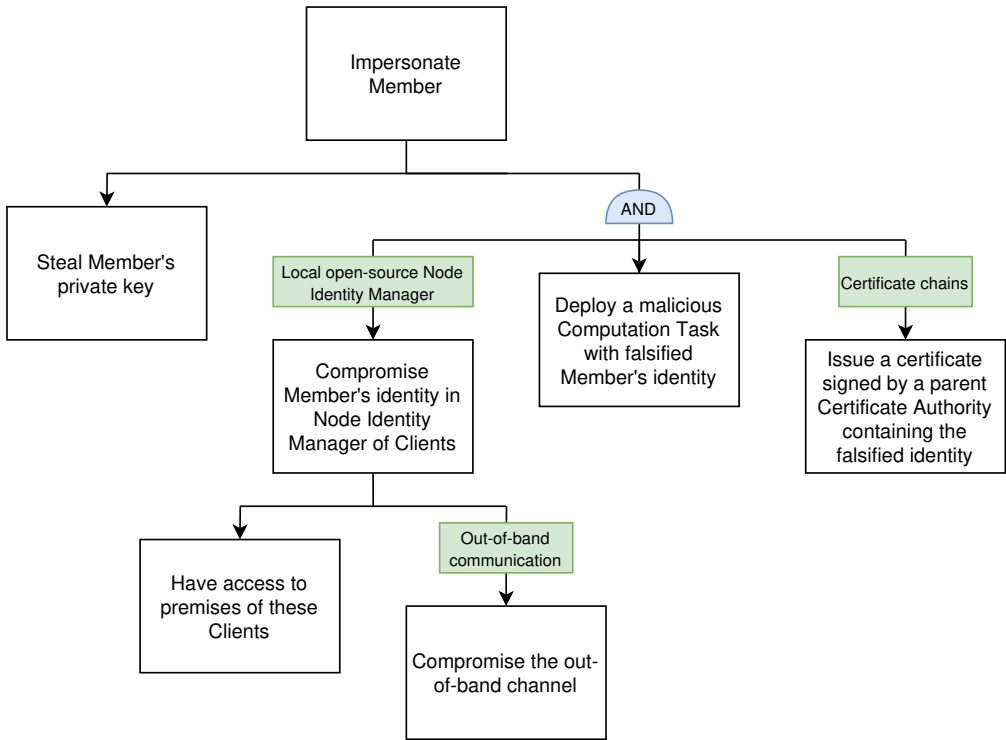 Impersonate
Member
AND
Steal Member's
private key
Local open-source Node
Identity Manager
Deploy a malicious
Computation Task
with falsified
Member's identity
Certificate chains
Compromise
Member's identity in
Node Identity
Manager of Clients
Issue a certificate
signed by a parent
Certificate Authority
containing the
falsified identity
Out-of-band
communication
Have access to
premises of these
Clients
Compromise the out-
of-band channel